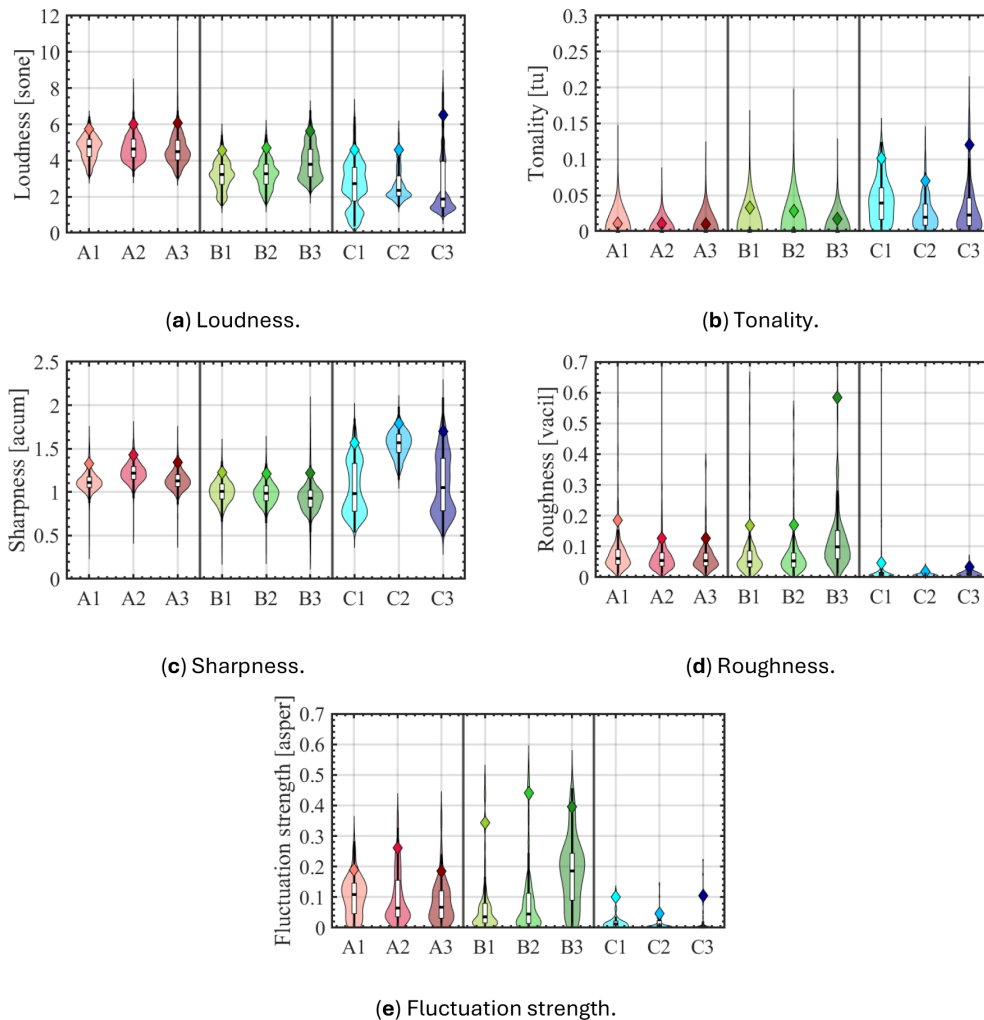 Loudness [sone]
12
10
8
6
4
2
0
A1 A2 A3 B1 B2 B3 C1 C2 C3
(a) Loudness.
Tonality [tu]
0.3
0.25
0.2
0.15
0.1
0.05
0
A1 A2 A3 B1 B2 B3 C1 C2 C3
(b) Tonality.
Sharpness [acum]
2.5
2
1.5
1
0.5
0
A1 A2 A3 B1 B2 B3 C1 C2 C3
(c) Sharpness.
Roughness [vacil]
0.7
0.6
0.5
0.4
0.3
0.2
0.1
0
A1 A2 A3 B1 B2 B3 C1 C2 C3
(d) Roughness.
Fluctuation strength [asper]
0.7
0.6
0.5
0.4
0.3
0.2
0.1
0
A1 A2 A3 B1 B2 B3 C1 C2 C3
(e) Fluctuation strength.